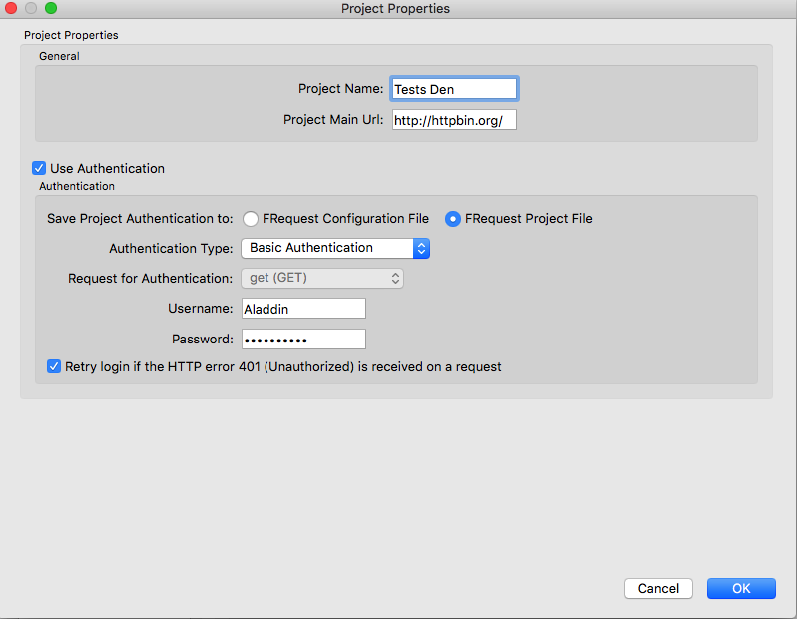 Project Properties
Project Properties
General
Project Name: Tests Den
Project Main Url: http://httpbin.org/
Use Authentication
Authentication
Save Project Authentication to: FRequest Configuration File FRequest Project File
Authentication Type: Basic Authentication
Request for Authentication: get (GET)
Username: Aladdin
Password: ••••••••••
Retry login if the HTTP error 401 (Unauthorized) is received on a request
Cancel OK